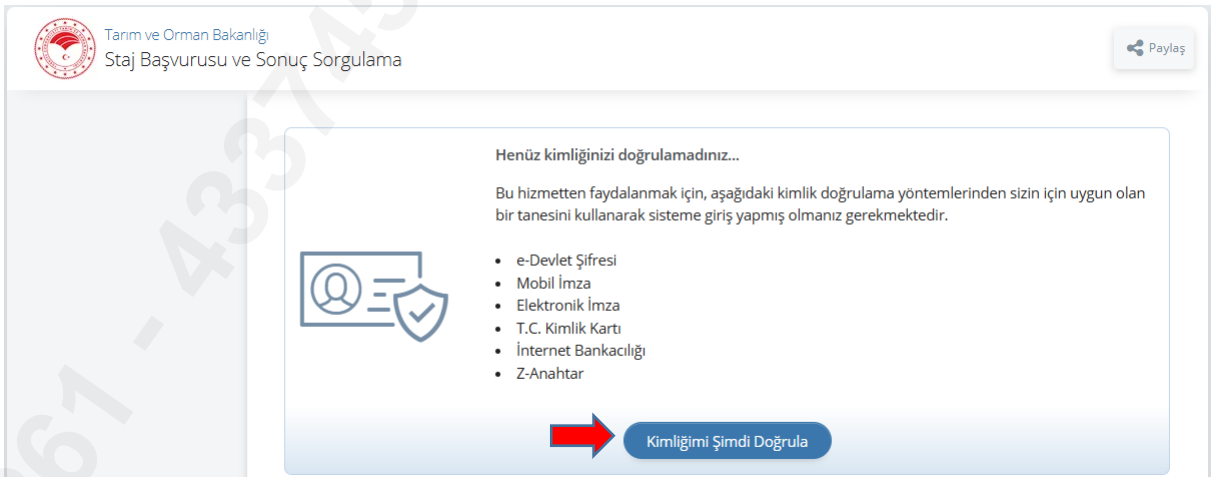 Tarım ve Orman Bakanlığı
Staj Başvurusu ve Sonuç Sorgulama
Paylaş
Henüz kimliğinizi doğrulamadınız...
Bu hizmetten faydalanmak için, aşağıdaki kimlik doğrulama yöntemlerinden sizin için uygun olan
bir tanesini kullanarak sisteme giriş yapmış olmanız gerekmektedir.
• e-Devlet Şifresi
• Mobil İmza
• Elektronik İmza
• T.C. Kimlik Kartı
• İnternet Bankacılığı
• Z-Anahtar
Kimliğimi Şimdi Doğrula